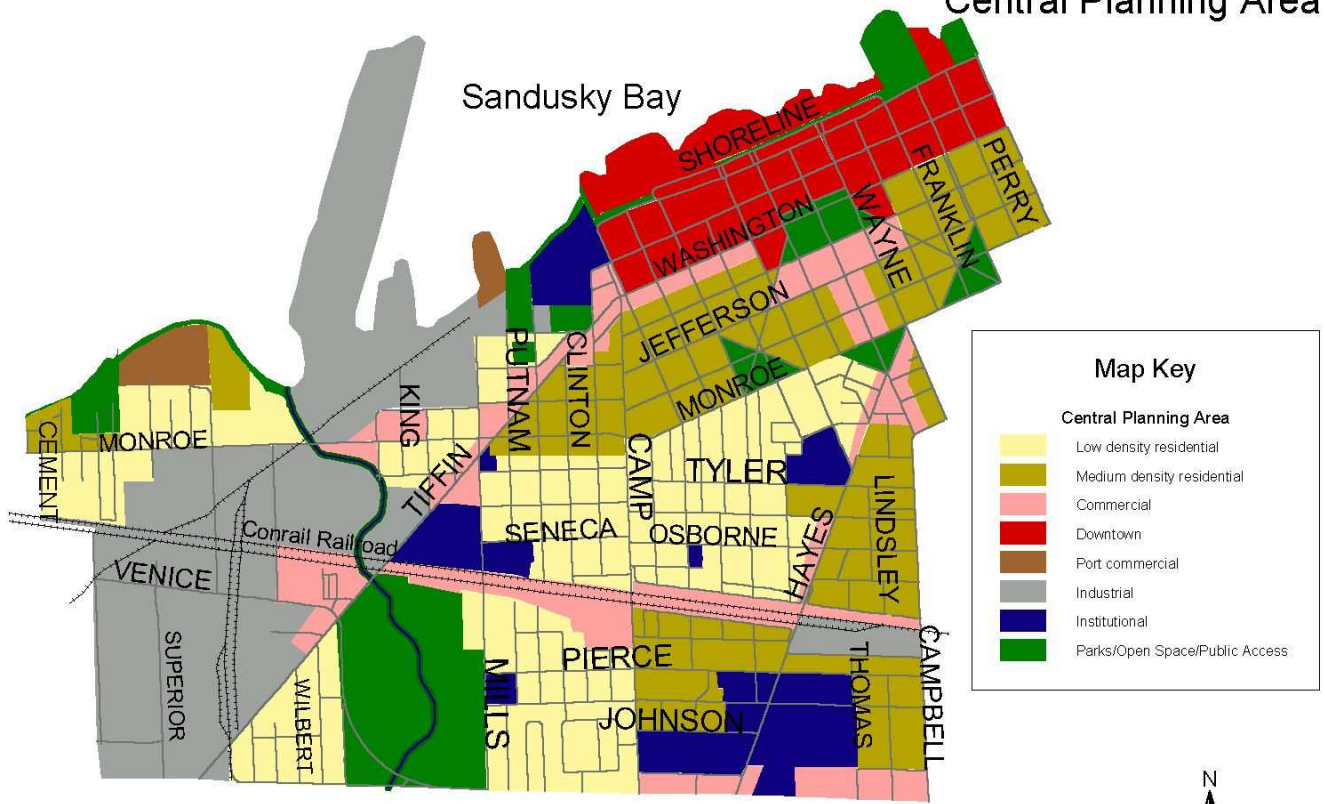 Central Planning Area
Sandusky Bay
SHORELINE
WASHINGTON
WAYNE
FRANKLIN
PERRY
JEFFERSON
MONROE
PUTNAM
CLINTON
KING
TIFFIN
CEMENT
MONROE
CAMP
TYLER
SENECA
OSBORNE
HAYES
LINDSLEY
Conrail Railroad
VENICE
SUPERIOR
WILBERT
MILLS
PIERCE
JOHNSON
THOMAS
CAMPBELL
Map Key
Central Planning Area
Low density residential
Medium density residential
Commercial
Downtown
Port commercial
Industrial
Institutional
Parks/Open Space/Public Access
N